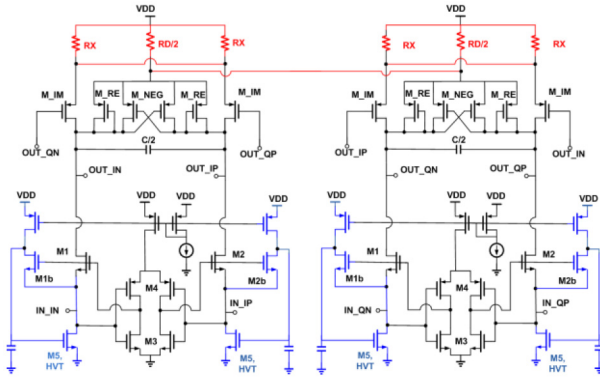 VDD VDD
RX RD/2 RX RX RD/2 RX
M_IM M_IM M_IM M_IM
M_RE M_NEG M_RE M_RE M_NEG M_RE
OUT_QN C/2 OUT_QP OUT_IP C/2 OUT_IN
OUT_IN OUT_IP OUT_QN OUT_QP
VDD VDD VDD VDD VDD VDD
M1 M2 M1 M2
M1b M4 M2b M1b M4 M2b
IN_IN IN_IP IN_QN IN_QP
M3 M3
M5, M5, M5, M5,
HVT HVT HVT HVT